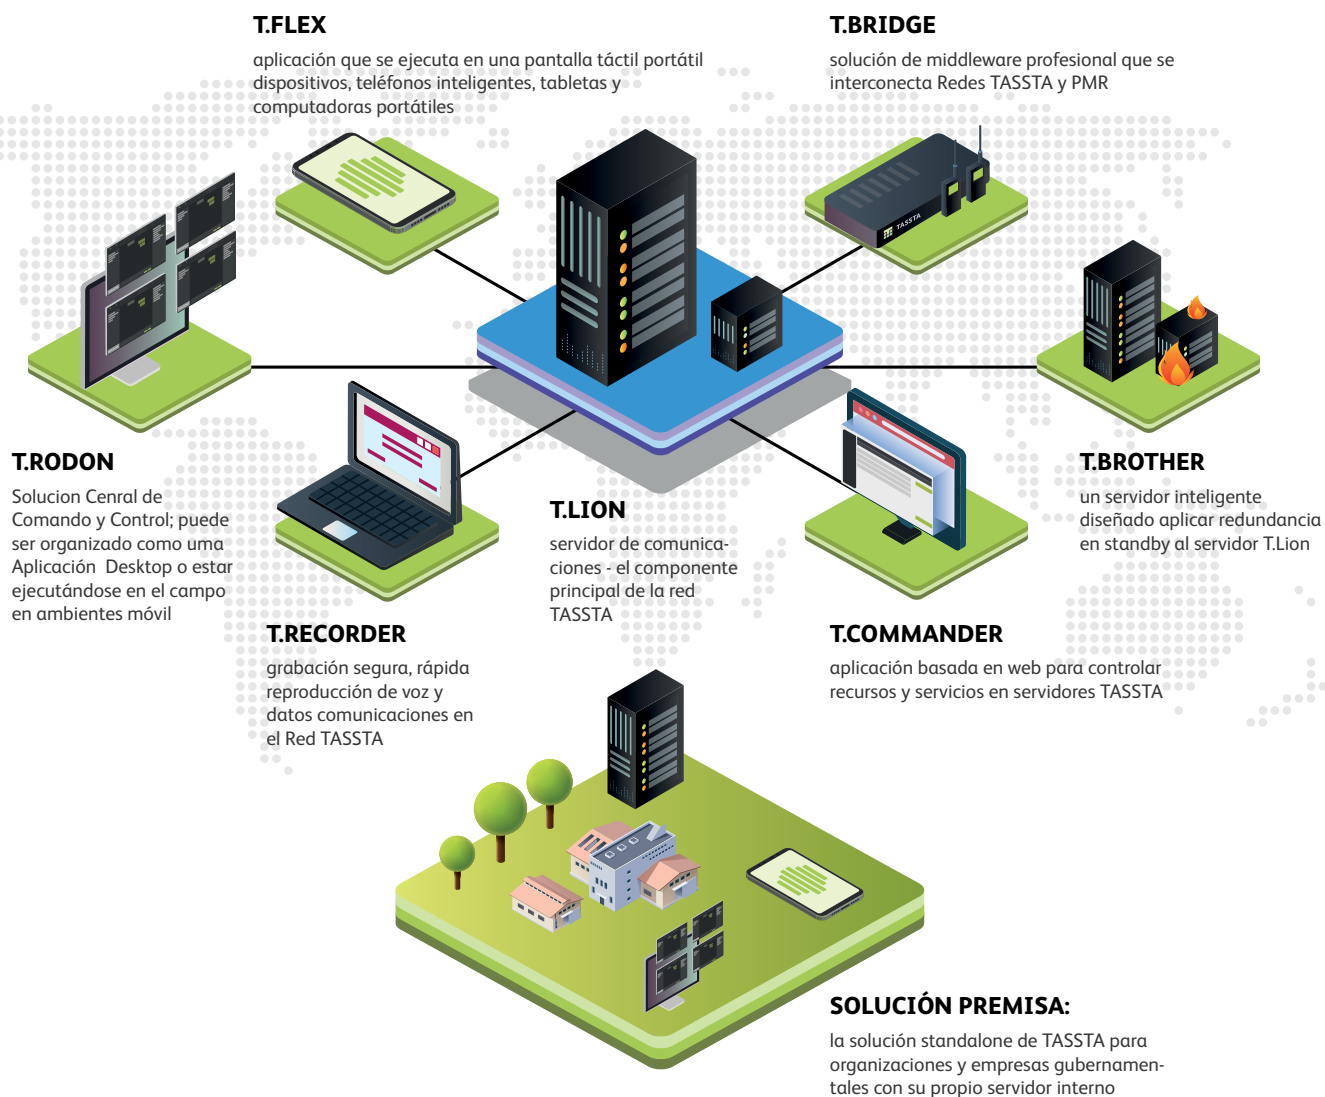 T.FLEX
aplicación que se ejecuta en una pantalla táctil portátil
dispositivos, teléfonos inteligentes, tabletas y
computadoras portátiles
T.BRIDGE
solución de middleware profesional que se
interconecta Redes TASSTA y PMR
TASSTA
T.RODON
Solucion Cenral de
Comando y Control; puede
ser organizado como uma
Aplicación Desktop o estar
ejecutándose en el campo
en ambientes móvil
T.BROTHER
un servidor inteligente
diseñado aplicar redundancia
en standby al servidor T.Lion
T.LION
servidor de comunica-
ciones - el componente
principal de la red
TASSTA
T.RECORDER
grabación segura, rápida
reproducción de voz y
datos comunicaciones en
el Red TASSTA
T.COMMANDER
aplicación basada en web para controlar
recursos y servicios en servidores TASSTA
SOLUCIÓN PREMISA:
la solución standalone de TASSTA para
organizaciones y empresas gubernamen-
tales con su propio servidor interno